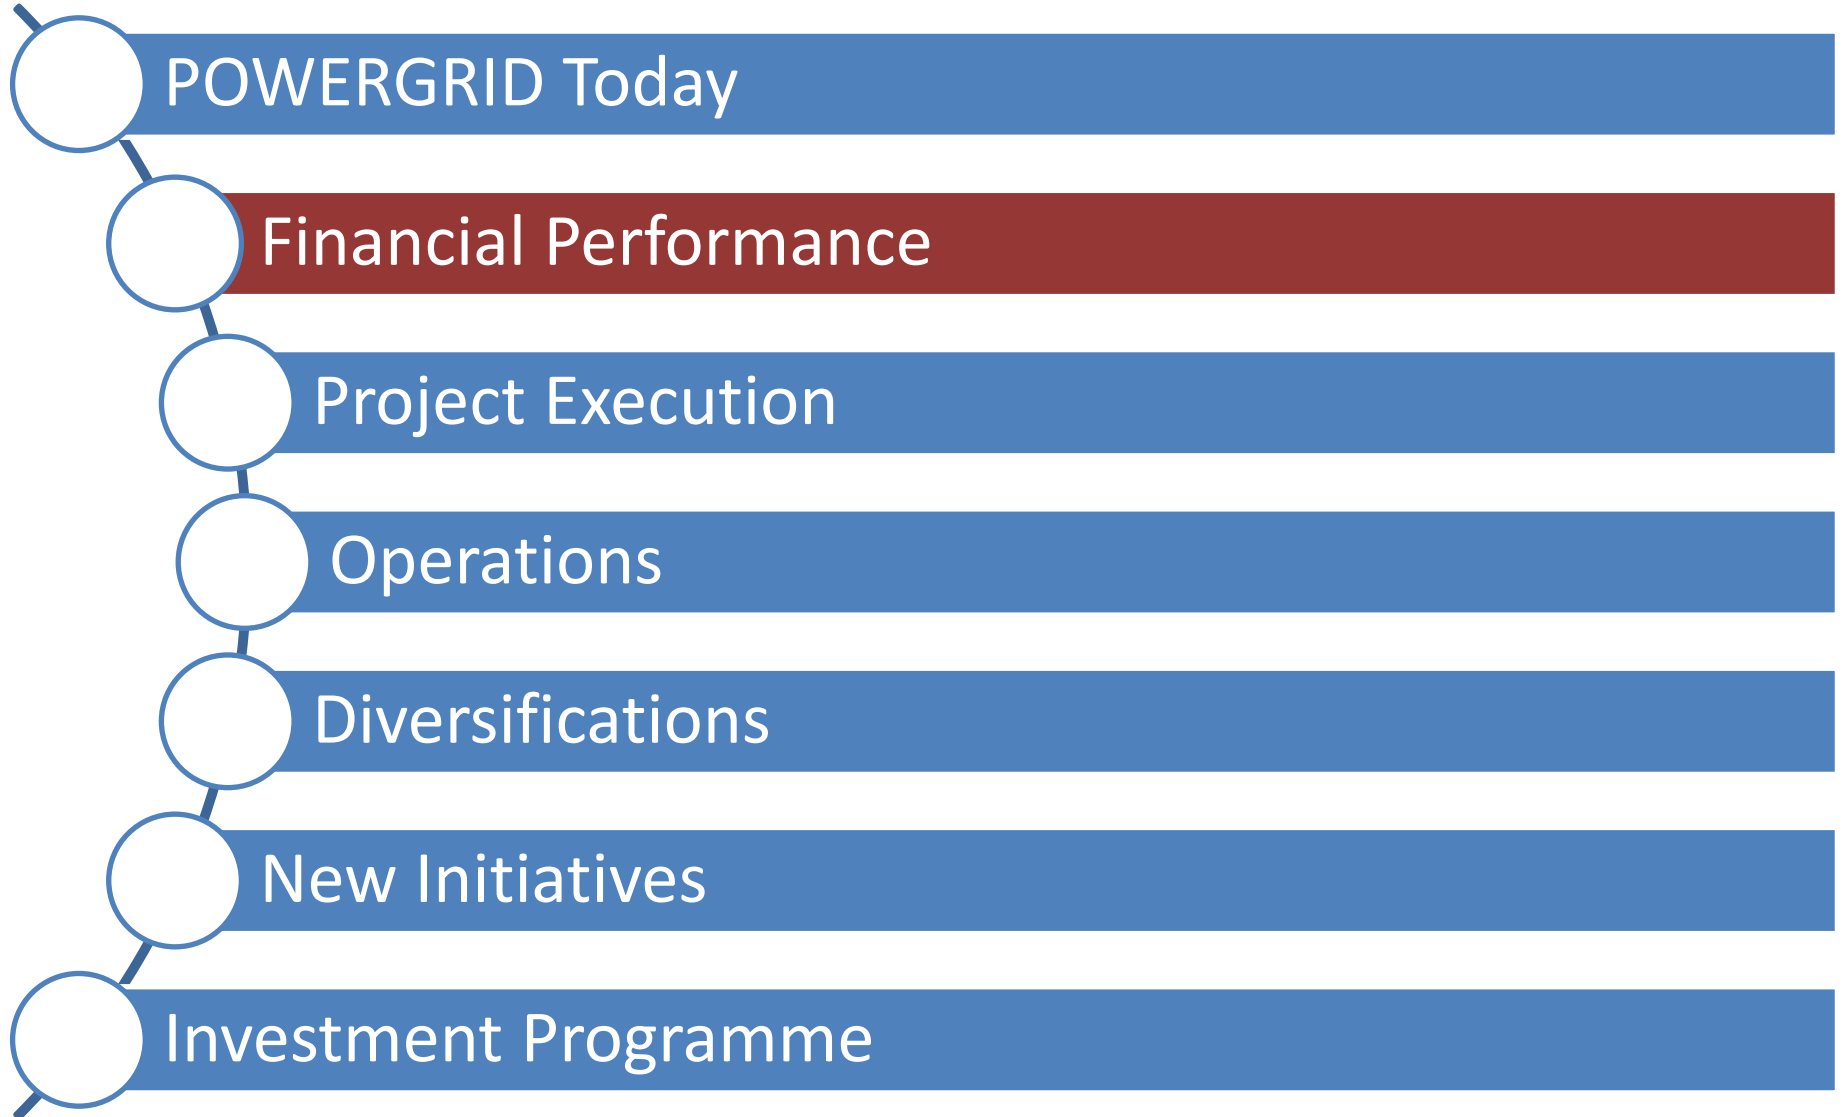 POWERGRID Today
Financial Performance
Project Execution
Operations
Diversifications
New Initiatives
Investment Programme